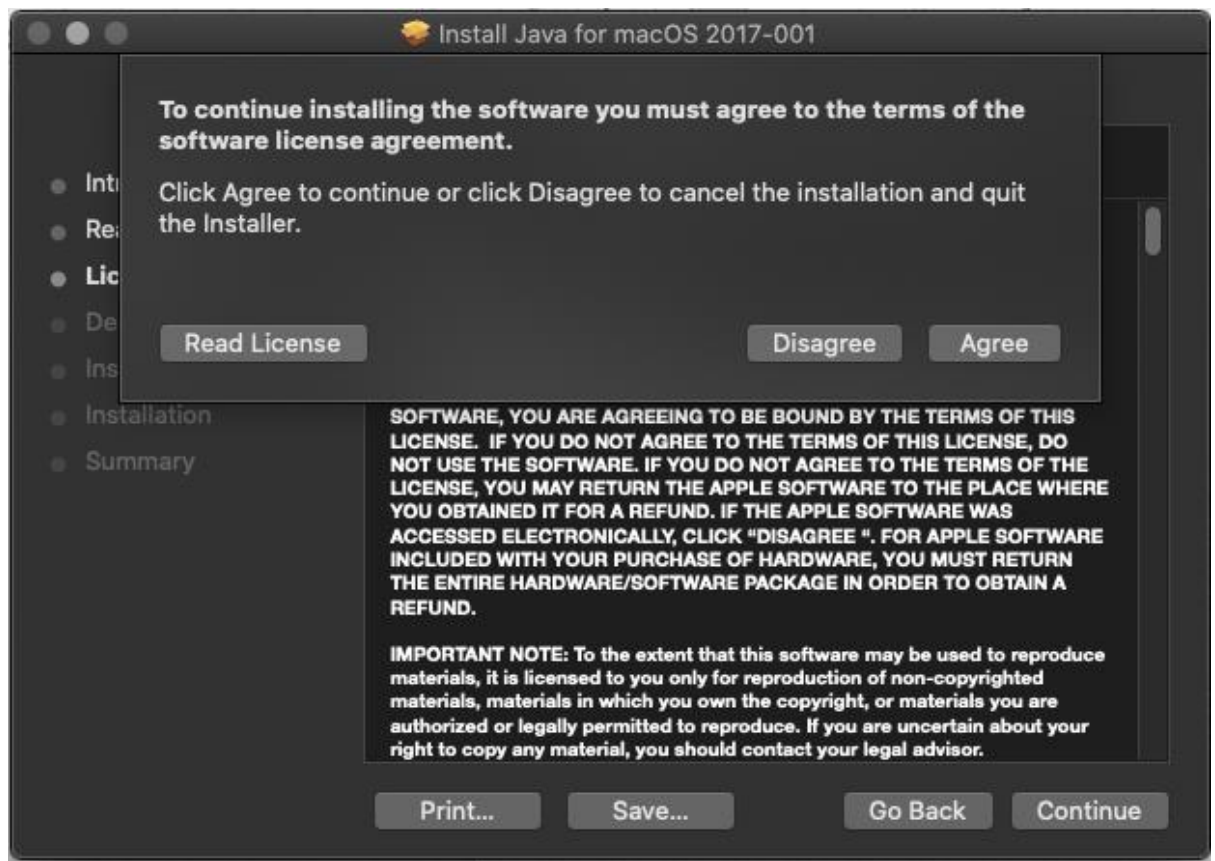 Install Java for macOS 2017-001
To continue installing the software you must agree to the terms of the
software license agreement.
Click Agree to continue or click Disagree to cancel the installation and quit
the Installer.
Read License
Disagree
Agree
Lic
De
Ins
Installation
Summary
SOFTWARE, YOU ARE AGREEING TO BE BOUND BY THE TERMS OF THIS
LICENSE. IF YOU DO NOT AGREE TO THE TERMS OF THIS LICENSE, DO
NOT USE THE SOFTWARE. IF YOU DO NOT AGREE TO THE TERMS OF THE
LICENSE, YOU MAY RETURN THE APPLE SOFTWARE TO THE PLACE WHERE
YOU OBTAINED IT FOR A REFUND. IF THE APPLE SOFTWARE WAS
ACCESSED ELECTRONICALLY, CLICK “DISAGREE “. FOR APPLE SOFTWARE
INCLUDED WITH YOUR PURCHASE OF HARDWARE, YOU MUST RETURN
THE ENTIRE HARDWARE/SOFTWARE PACKAGE IN ORDER TO OBTAIN A
REFUND.
IMPORTANT NOTE: To the extent that this software may be used to reproduce
materials, it is licensed to you only for reproduction of non-copyrighted
materials, materials in which you own the copyright, or materials you are
authorized or legally permitted to reproduce. If you are uncertain about your
right to copy any material, you should contact your legal advisor.
Print...
Save...
Go Back
Continue